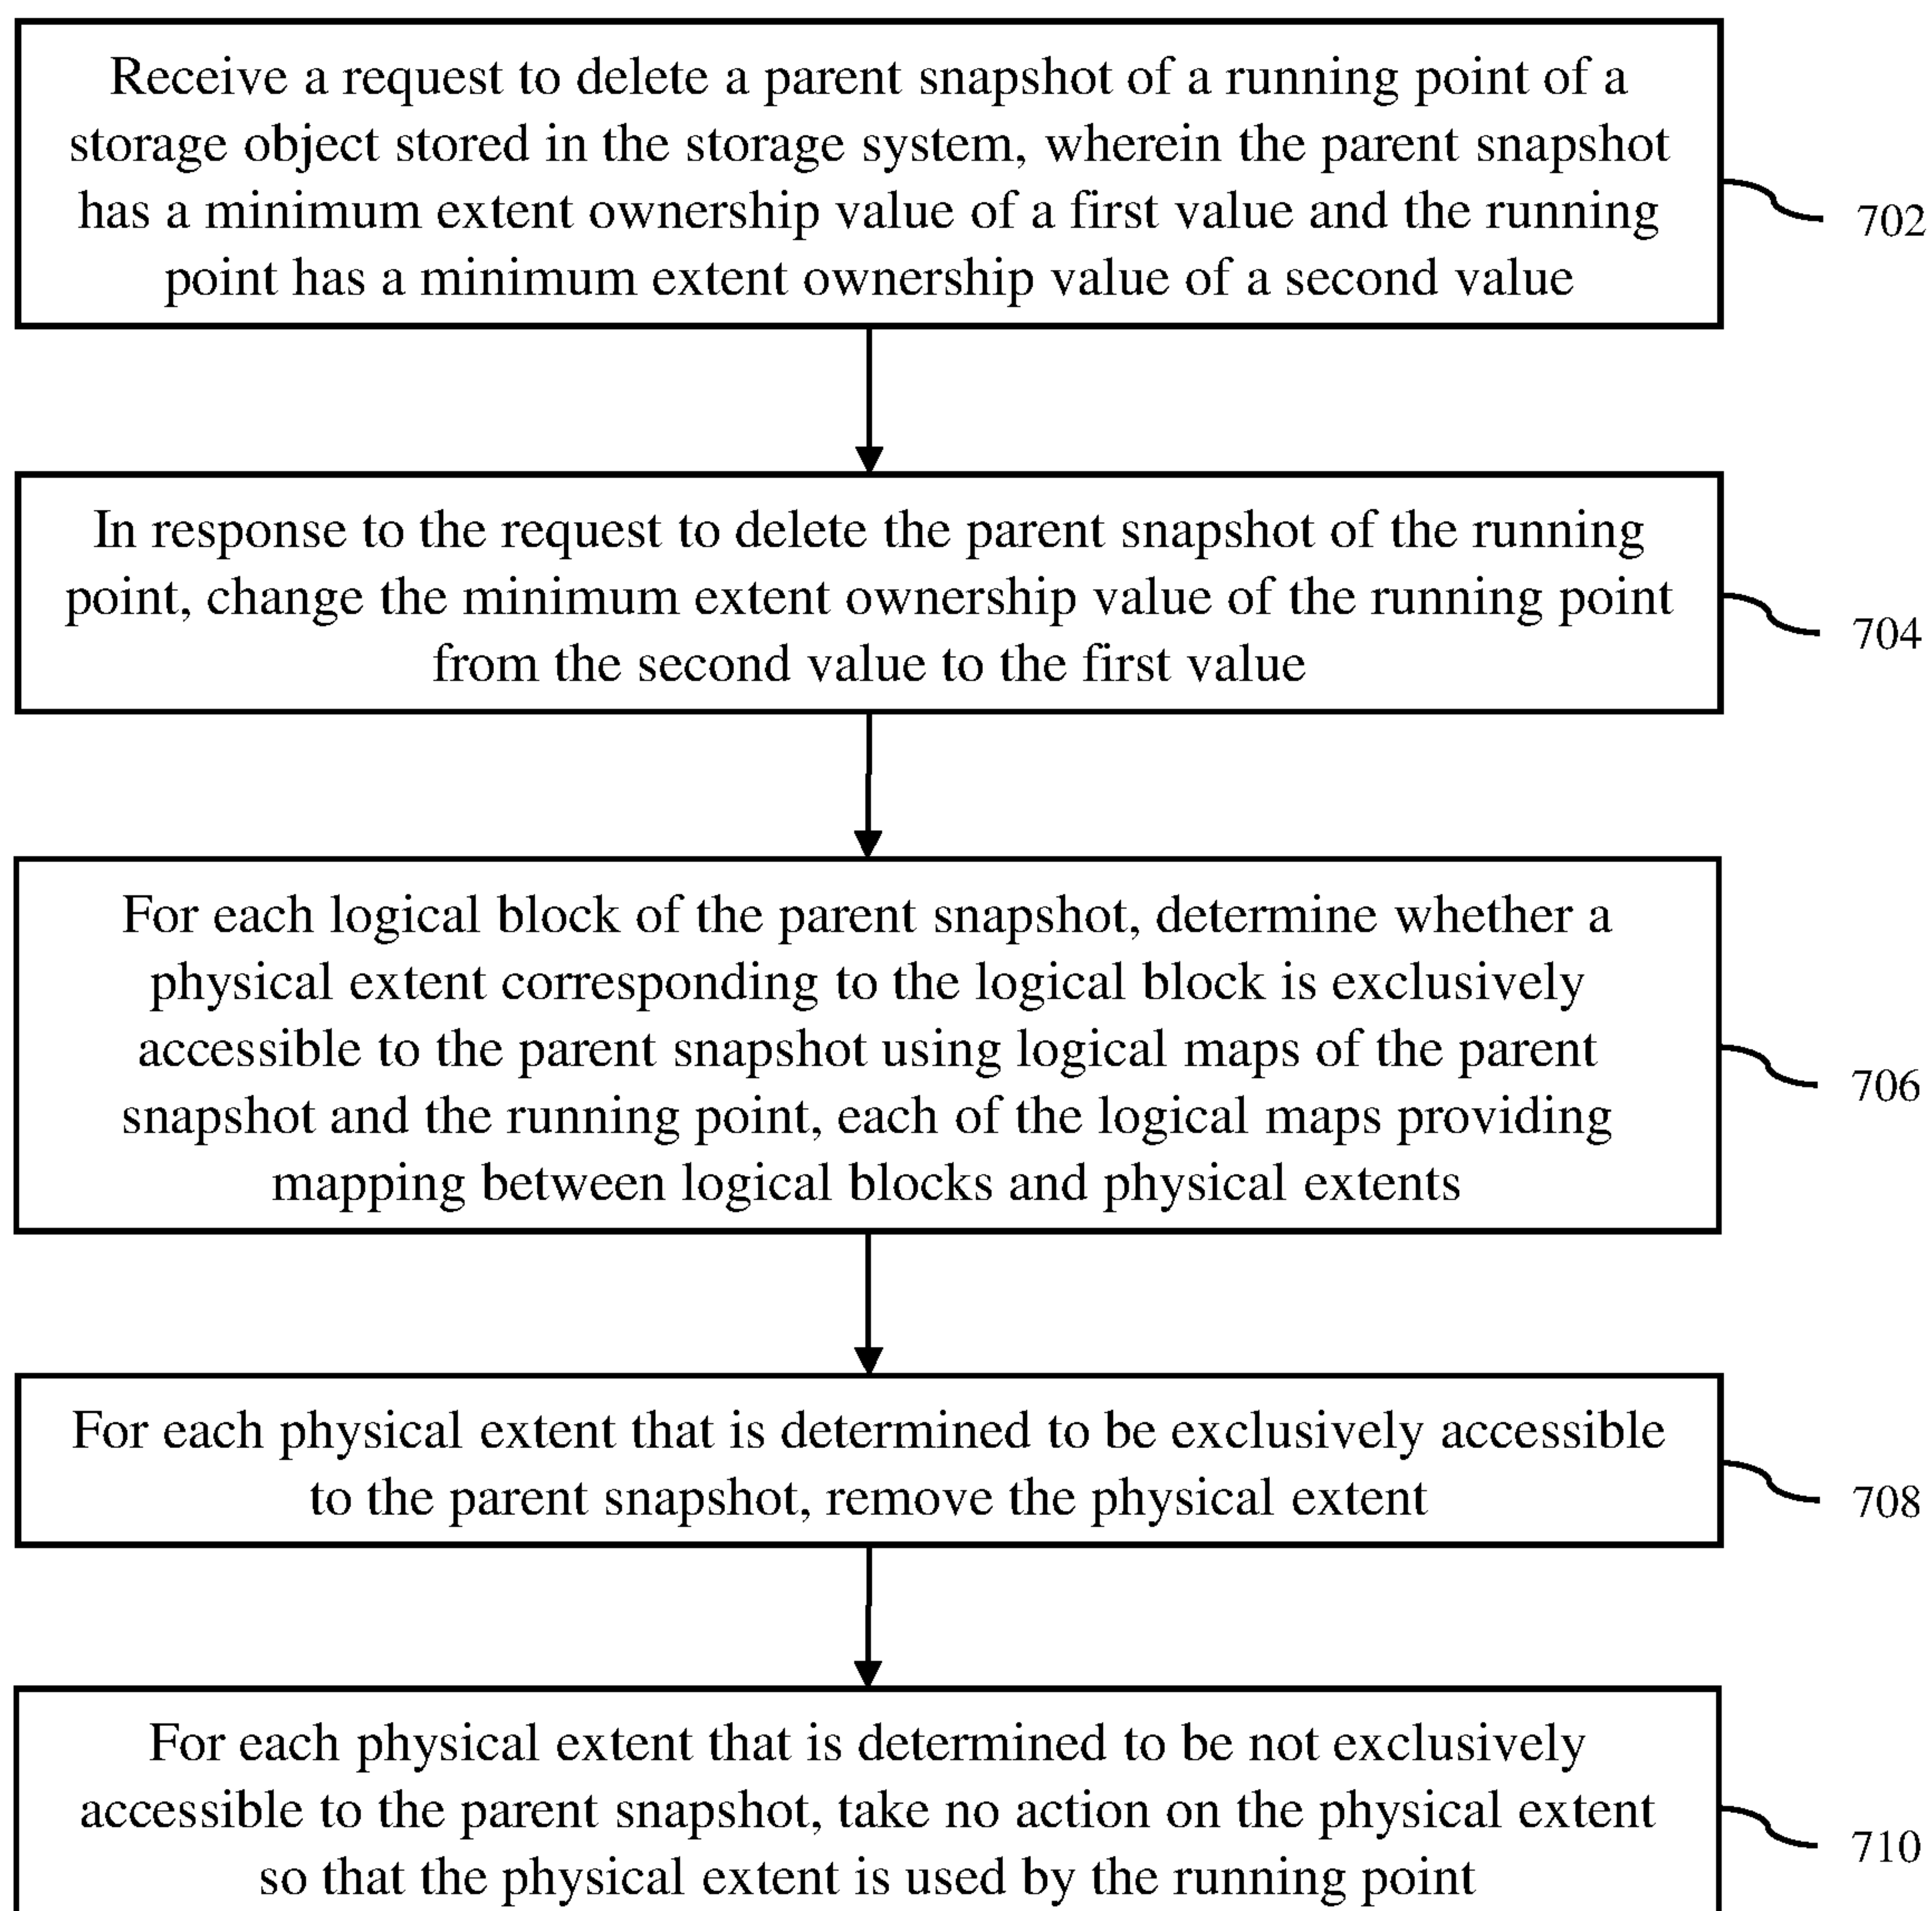 Receive a request to delete a parent snapshot of a running point of a
storage object stored in the storage system, wherein the parent snapshot
has a minimum extent ownership value of a first value and the running
point has a minimum extent ownership value of a second value
702
In response to the request to delete the parent snapshot of the running
point, change the minimum extent ownership value of the running point
from the second value to the first value
704
For each logical block of the parent snapshot, determine whether a
physical extent corresponding to the logical block is exclusively
accessible to the parent snapshot using logical maps of the parent
snapshot and the running point, each of the logical maps providing
mapping between logical blocks and physical extents
706
For each physical extent that is determined to be exclusively accessible
to the parent snapshot, remove the physical extent
708
For each physical extent that is determined to be not exclusively
accessible to the parent snapshot, take no action on the physical extent
so that the physical extent is used by the running point
710